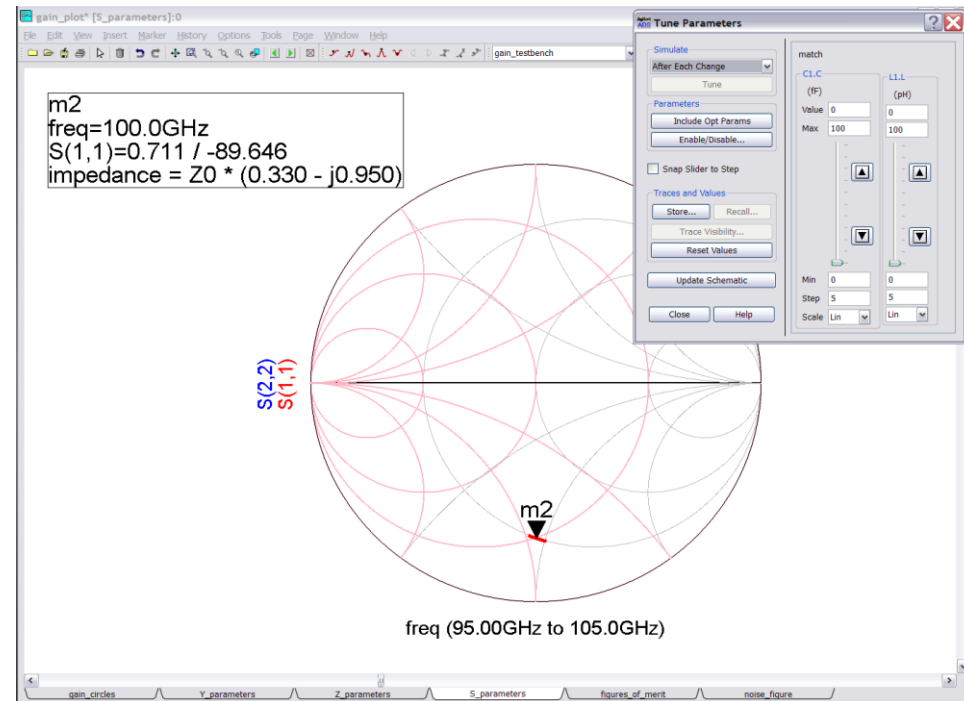 gain_plot* [S_parameters]:0
File Edit View Insert Marker History Options Tools Page Window Help
gain_testbench
m2
freq=100.0GHz
S(1,1)=0.711 / -89.646
impedance = Z0 * (0.330 - j0.950)
S(2,2)
S(1,1)
m2
freq (95.00GHz to 105.0GHz)
gain_circles Y_parameters Z_parameters S_parameters figures_of_merit noise_figure
ADS Tune Parameters
Simulate
After Each Change
Tune
Parameters
Include Opt Params
Enable/Disable...
Snap Slider to Step
Traces and Values
Store... Recall...
Trace Visibility...
Reset Values
Update Schematic
Close Help
match
C1.C L1.L
(fF) (pH)
Value 0 0
Max 100 100
Min 0 0
Step 5 5
Scale Lin Lin